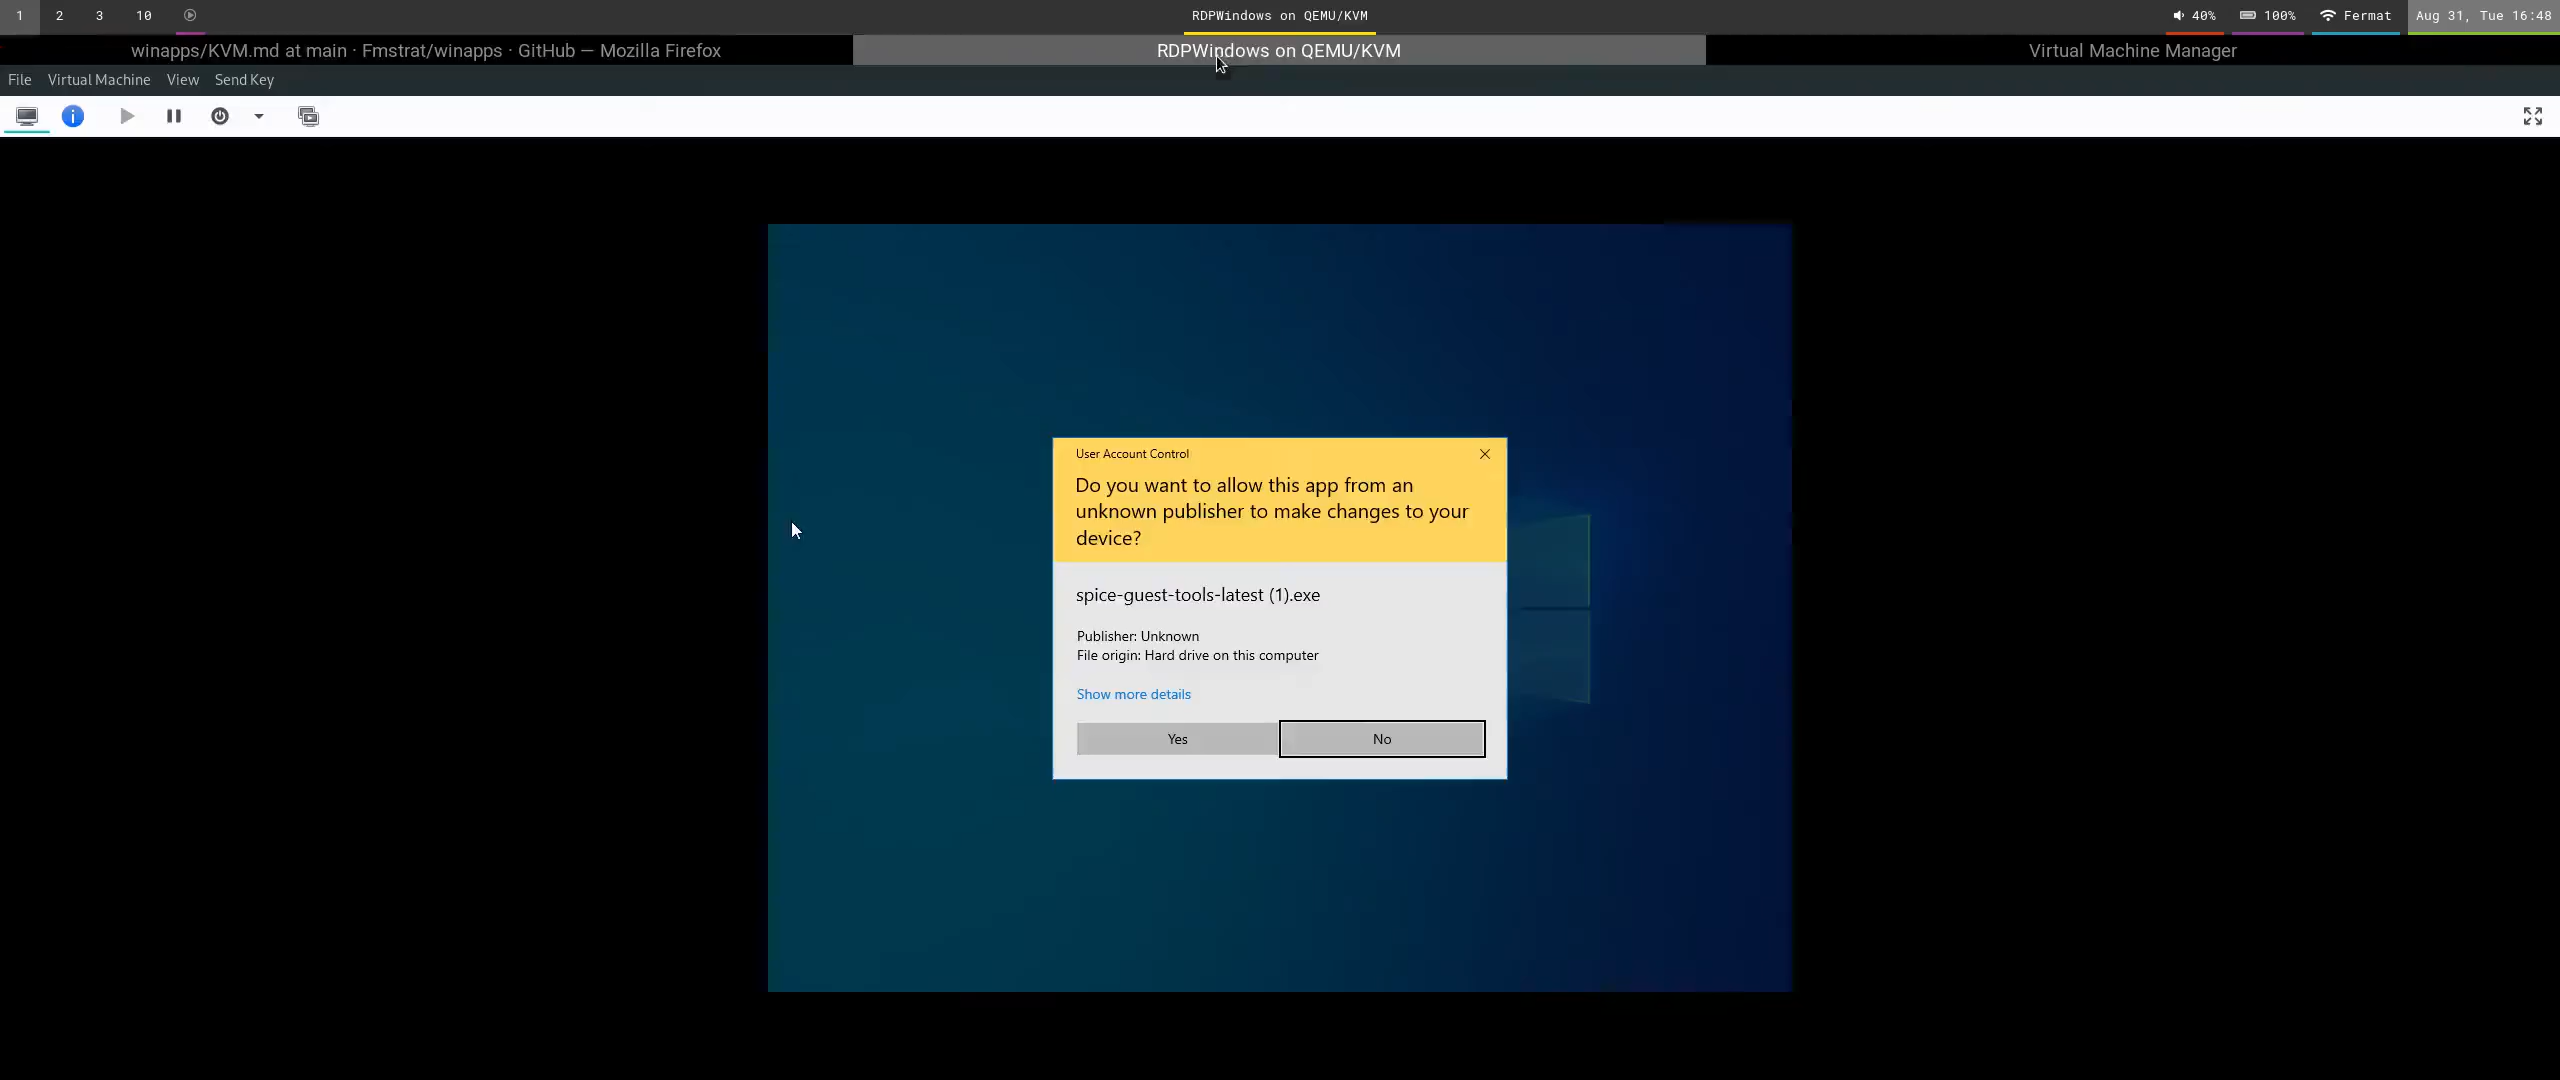 1 2 3 10 RDPWindows on QEMU/KVM 40% 100% Fermat Aug 31, Tue 16:48
winapps/KVM.md at main · Fmstrat/winapps · GitHub — Mozilla Firefox RDPWindows on QEMU/KVM Virtual Machine Manager
File Virtual Machine View Send Key
User Account Control
Do you want to allow this app from an
unknown publisher to make changes to your
device?
spice-guest-tools-latest (1).exe
Publisher: Unknown
File origin: Hard drive on this computer
Show more details
Yes No